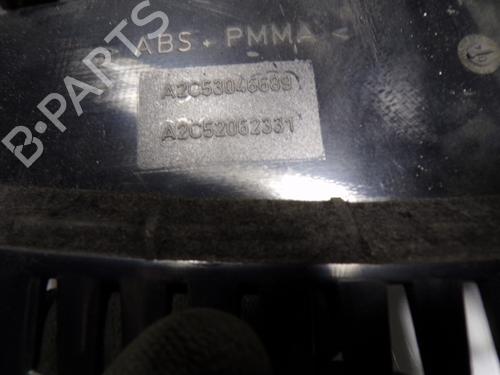 ABS + PMMA <
A2C53046689
A2C52062331
B-PARTS